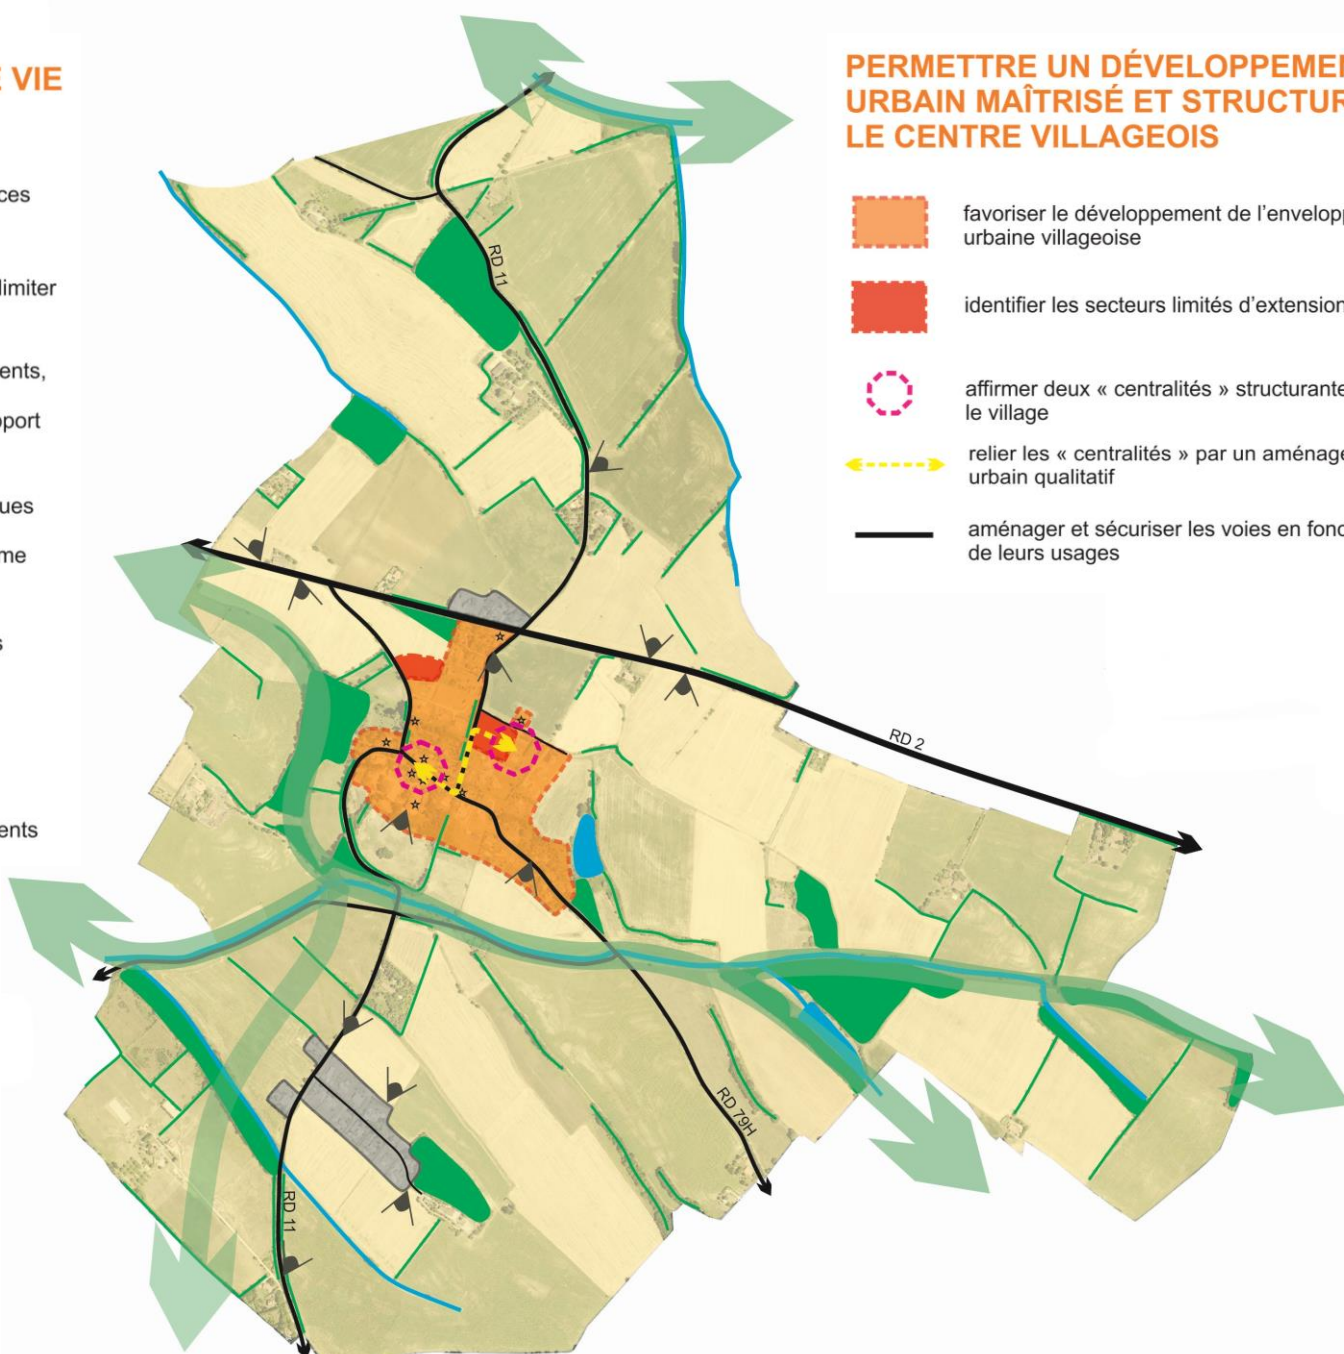 E VIE
ces
limiter
ents,
port
ues
me
s
ents
PERMETTRE UN DÉVELOPPEMEN
URBAIN MAÎTRISÉ ET STRUCTUR
LE CENTRE VILLAGEOIS
favoriser le développement de l’envelopp
urbaine villageoise
identifier les secteurs limités d’extension
affirmer deux « centralités » structurante
le village
relier les « centralités » par un aménage
urbain qualitatif
aménager et sécuriser les voies en fonc
de leurs usages
RD 11
RD 2
RD 79H
RD 11